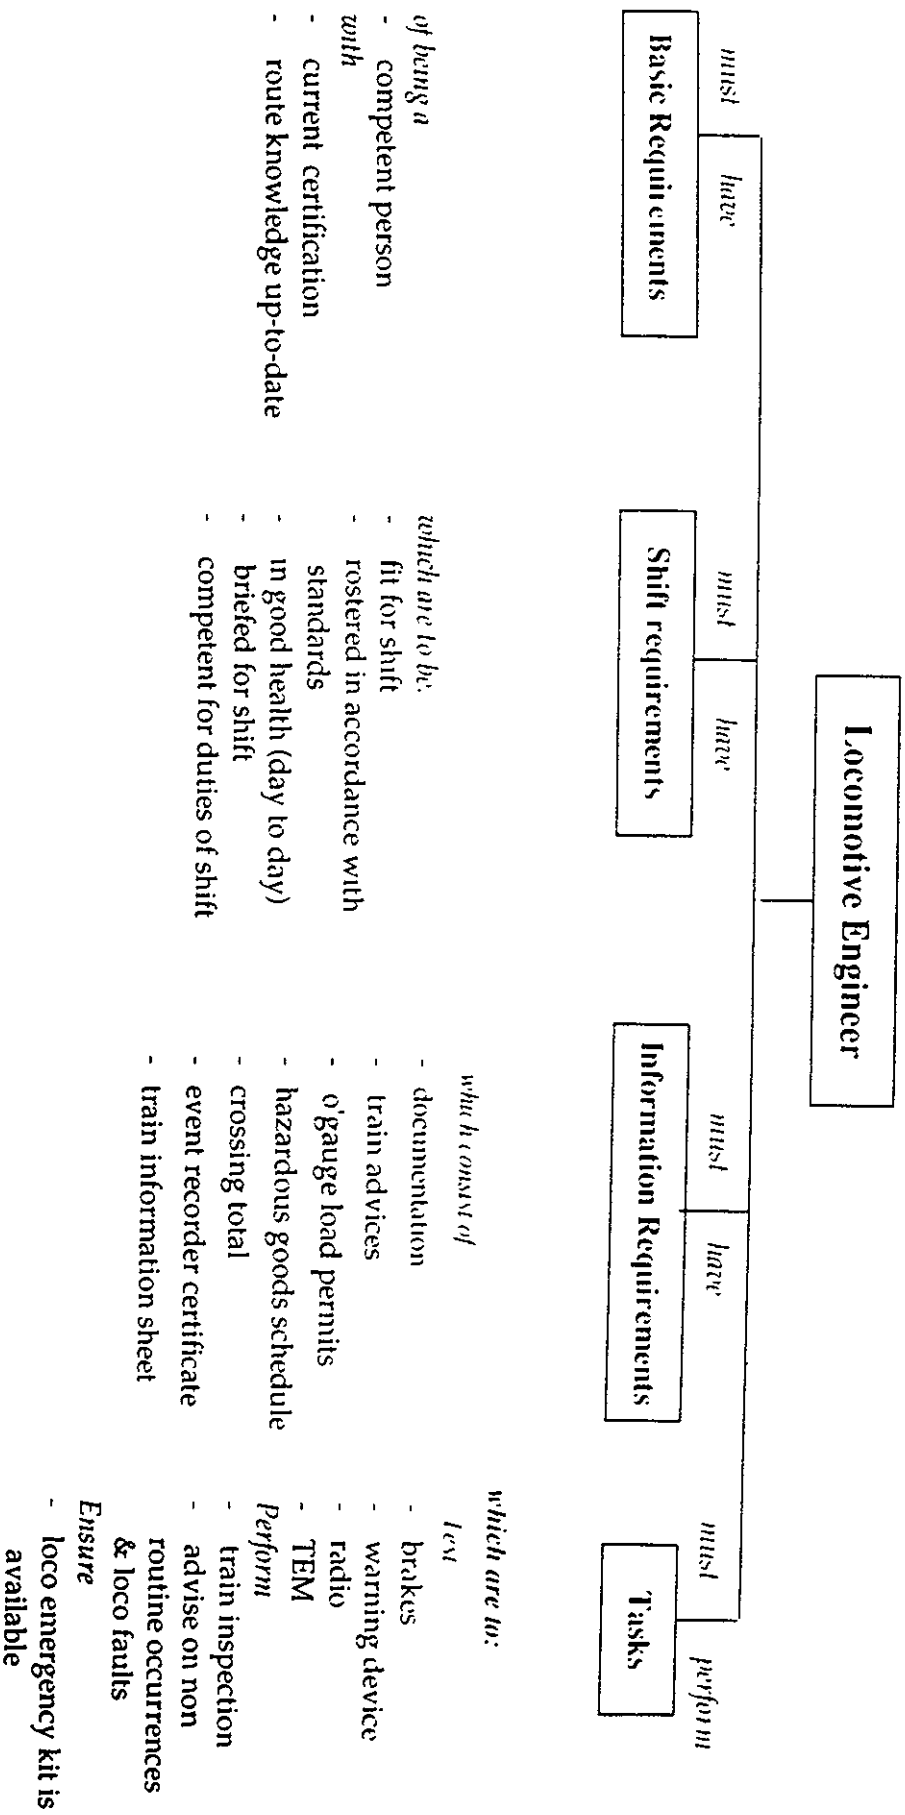 Locomotive Engineer
must have
Basic Requirements
of being a
- competent person
with
- current certification
- route knowledge up-to-date
must have
Shift requirements
which are to be.
- fit for shift
- rostered in accordance with
standards
- in good health (day to day)
- briefed for shift
- competent for duties of shift
must have
Information Requirements
which consist of
- documentation
- train advices
- o'gauge load permits
- hazardous goods schedule
- crossing total
- event recorder certificate
- train information sheet
must perform
Tasks
which are to:
Test
- brakes
- warning device
- radio
- TEM
Perform
- train inspection
- advise on non
routine occurrences
& loco faults
Ensure
- loco emergency kit is
available